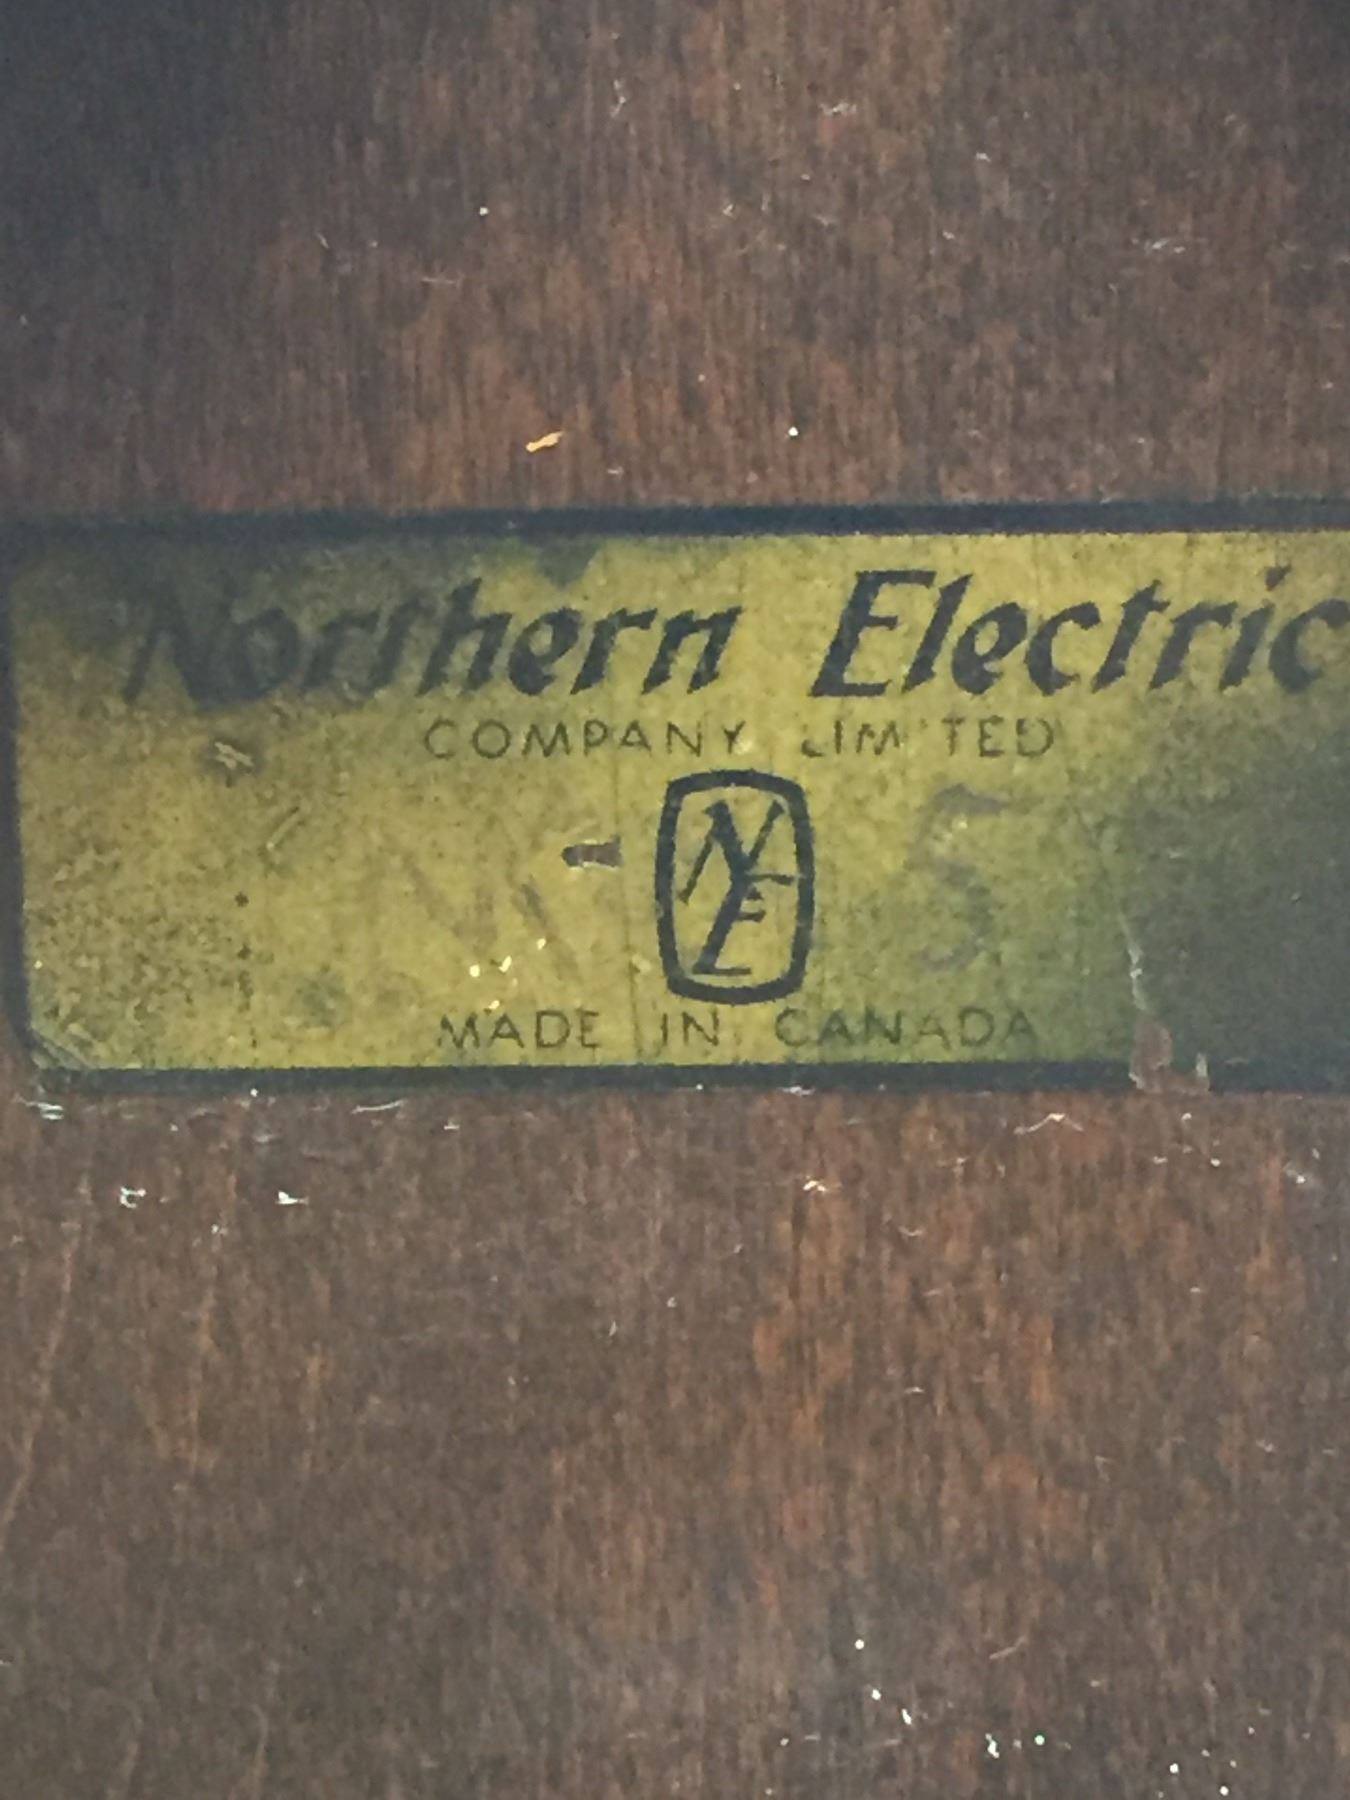 Northern Electric
COMPANY LIMITED
NE
MADE IN CANADA